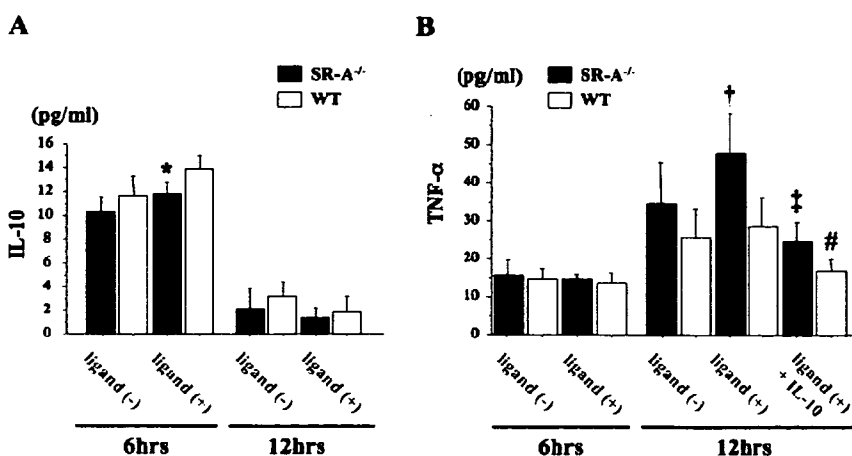 A
SR-A-/-
WT
(pg/ml)
16
14
12
10
8
6
4
2
0
IL-10
*
ligand (-)
ligand (+)
ligand (-)
ligand (+)
6hrs
12hrs
B
(pg/ml)
SR-A-/-
WT
60
50
40
30
20
10
0
TNF-α
†
‡
#
ligand (-)
ligand (+)
ligand (-)
ligand (+)
ligand (+)
+ IL-10
6hrs
12hrs